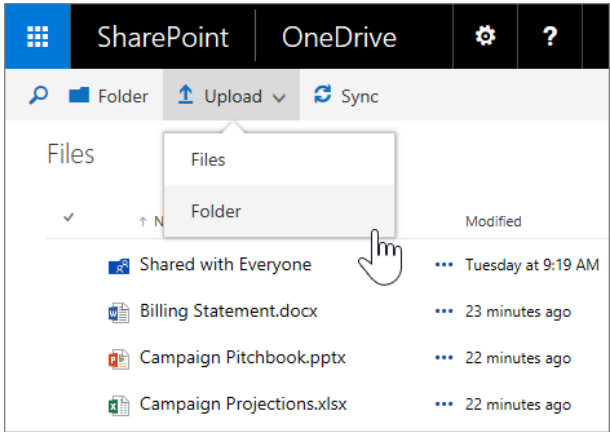 SharePoint OneDrive ?
Folder Upload Sync
Files
Files
Folder
N Modified
Shared with Everyone ••• Tuesday at 9:19 AM
Billing Statement.docx ••• 23 minutes ago
Campaign Pitchbook.pptx ••• 22 minutes ago
Campaign Projections.xlsx ••• 22 minutes ago